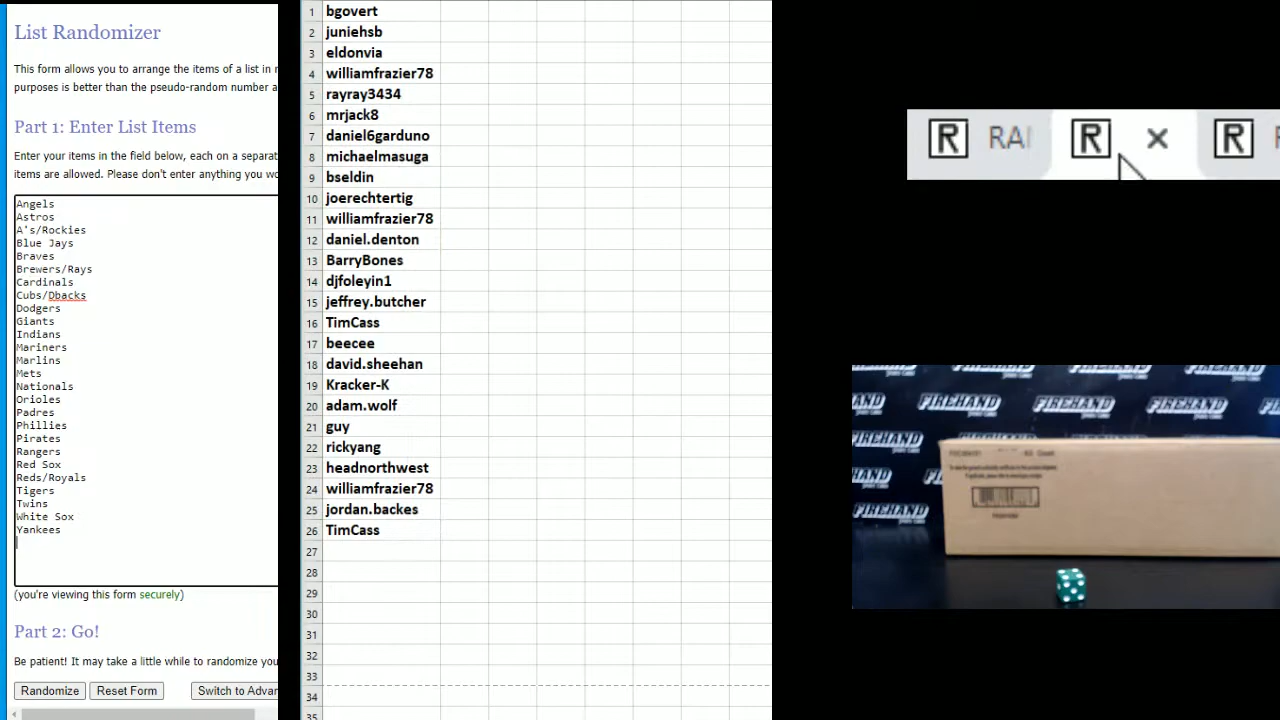 List Randomizer
This form allows you to arrange the items of a list in
purposes is better than the pseudo-random number a
Part 1: Enter List Items
Enter your items in the field below, each on a separat
items are allowed. Please don't enter anything you wo
Angels
Astros
A's/Rockies
Blue Jays
Braves
Brewers/Rays
Cardinals
Cubs/Dbacks
Dodgers
Giants
Indians
Mariners
Marlins
Mets
Nationals
Orioles
Padres
Phillies
Pirates
Rangers
Red Sox
Reds/Royals
Tigers
Twins
White Sox
Yankees
(you're viewing this form securely)
Part 2: Go!
Be patient! It may take a little while to randomize you
Randomize Reset Form Switch to Advan
1 bgovert
2 juniehsb
3 eldonvia
4 williamfrazier78
5 rayray3434
6 mrjack8
7 daniel6garduno
8 michaelmasuga
9 bseldin
10 joerechtertig
11 williamfrazier78
12 daniel.denton
13 BarryBones
14 djfoleyin1
15 jeffrey.butcher
16 TimCass
17 beecee
18 david.sheehan
19 Kracker-K
20 adam.wolf
21 guy
22 rickyang
23 headnorthwest
24 williamfrazier78
25 jordan.backes
26 TimCass
27
28
29
30
31
32
33
34
35
R RAI R × R
FIREHAND FIREHAND FIREHAND
FIREHAND
FIREHAND
FIREHAND